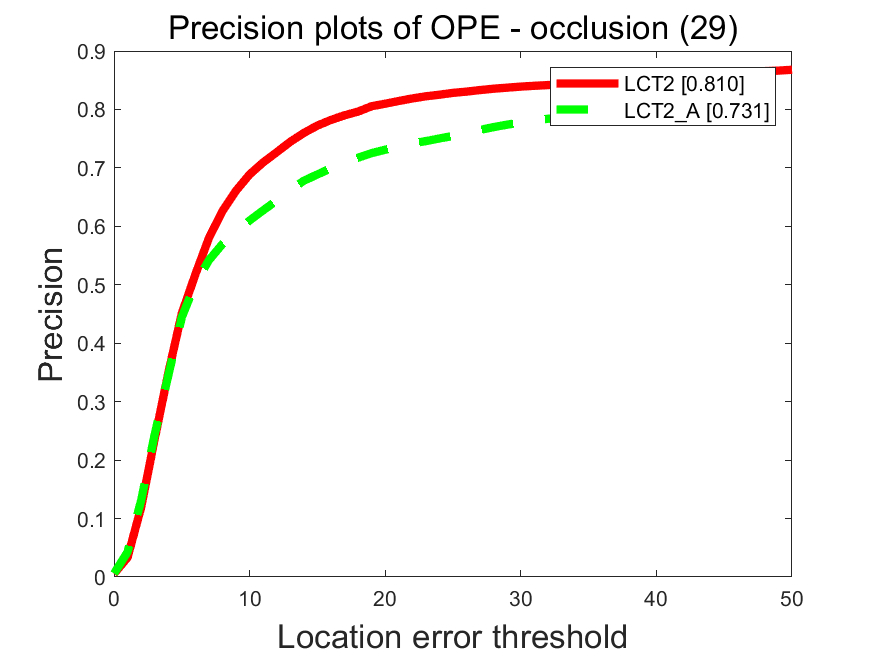 Precision plots of OPE - occlusion (29)
0.9
0.8
0.7
0.6
0.5
0.4
0.3
0.2
0.1
0
Precision
LCT2 [0.810]
LCT2_A [0.731]
0 10 20 30 40 50
Location error threshold